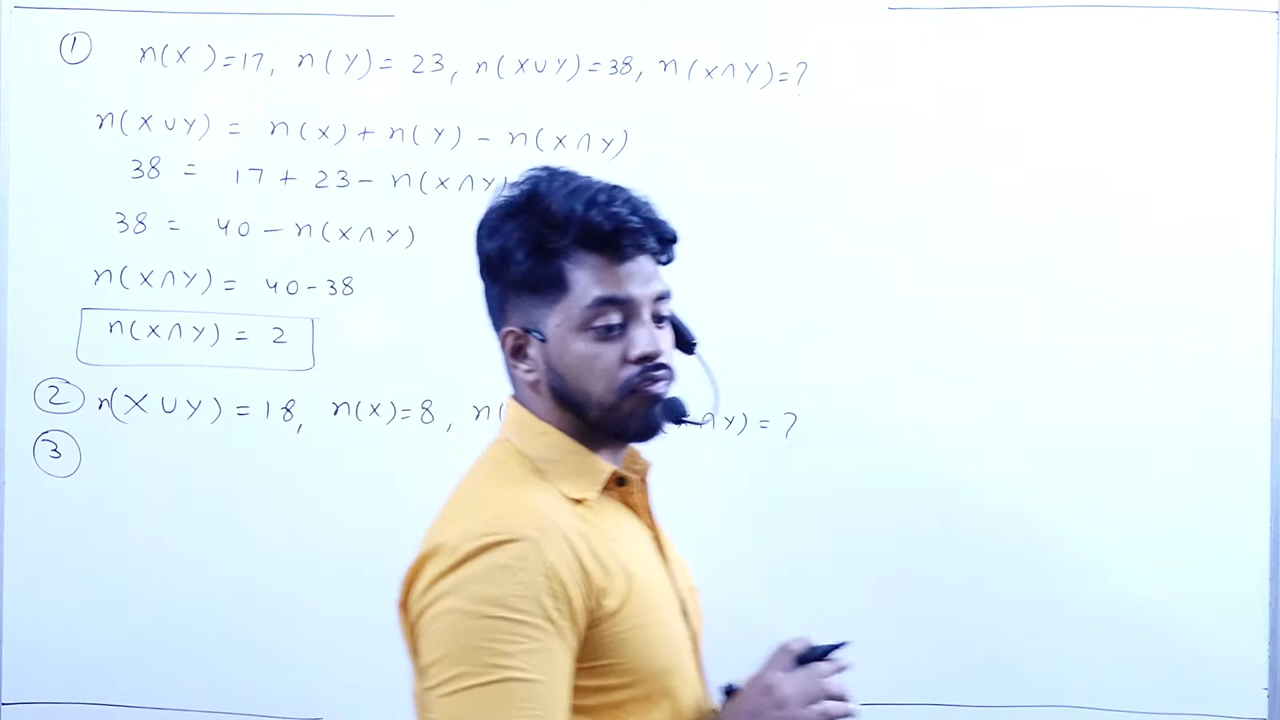 ① n(X)=17, n(Y)= 23, n(X∪Y)=38, n(X∩Y)=?
n(X∪Y) = n(X)+n(Y) - n(X∩Y)
38 = 17 + 23 - n(X∩Y
38 = 40 - n(X∩Y)
n(X∩Y) = 40-38
n(X∩Y) = 2
② n(X∪Y) = 18, n(X)=8, n( ∩Y) = ?
③